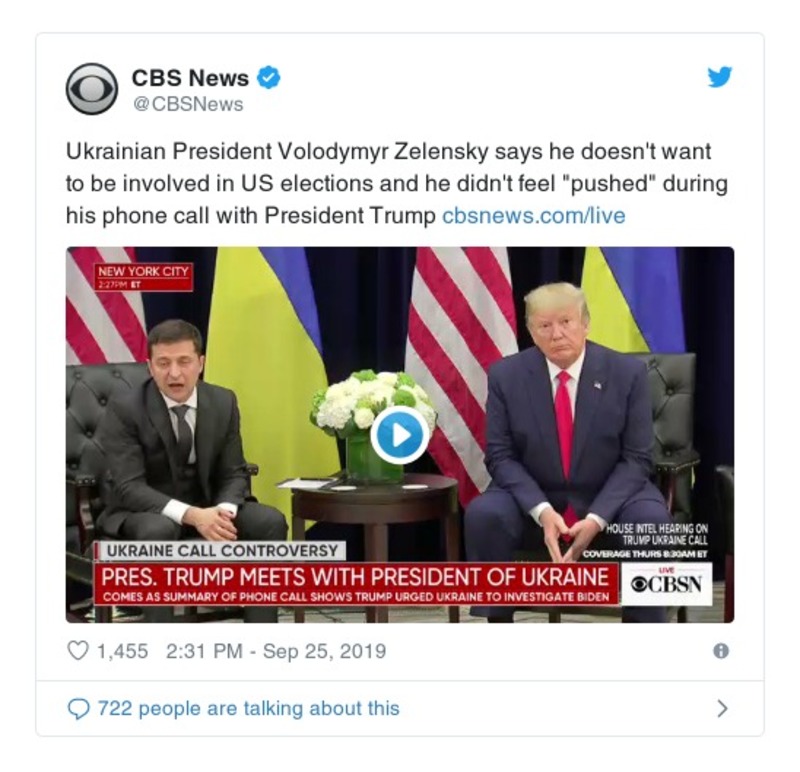 CBS News
@CBSNews
Ukrainian President Volodymyr Zelensky says he doesn't want
to be involved in US elections and he didn't feel "pushed" during
his phone call with President Trump cbsnews.com/live
NEW YORK CITY
2:27PM ET
HOUSE INTEL HEARING ON
TRUMP UKRAINE CALL
COVERAGE THURS 8:30AM ET
UKRAINE CALL CONTROVERSY
PRES. TRUMP MEETS WITH PRESIDENT OF UKRAINE
COMES AS SUMMARY OF PHONE CALL SHOWS TRUMP URGED UKRAINE TO INVESTIGATE BIDEN
LIVE
CBSN
1,455 2:31 PM - Sep 25, 2019
722 people are talking about this